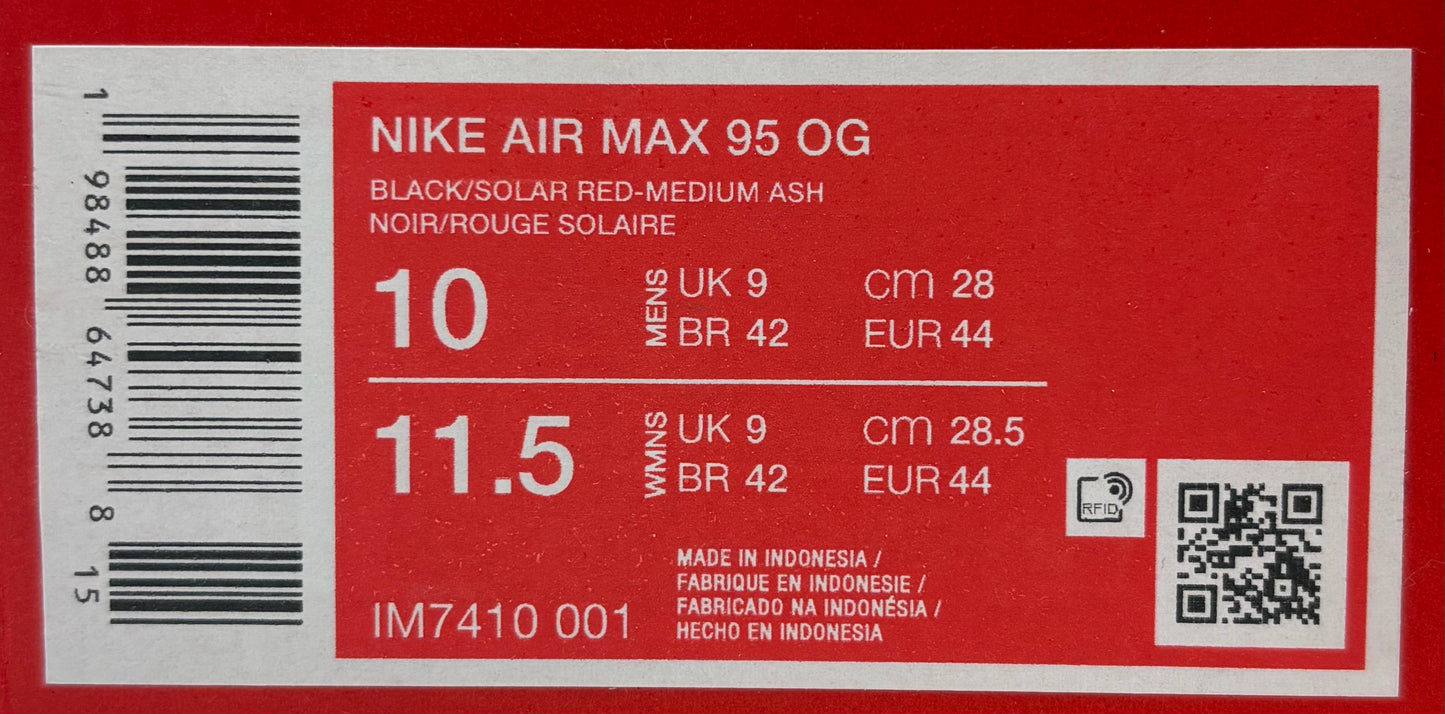 1 98488 64738 8 15
NIKE AIR MAX 95 OG
BLACK/SOLAR RED-MEDIUM ASH
NOIR/ROUGE SOLAIRE
10
MENS
UK 9 cm 28
BR 42 EUR 44
11.5
WMNS
UK 9 cm 28.5
BR 42 EUR 44
RFID
MADE IN INDONESIA /
FABRIQUE EN INDONESIE /
FABRICADO NA INDONÉSIA /
HECHO EN INDONESIA
IM7410 001